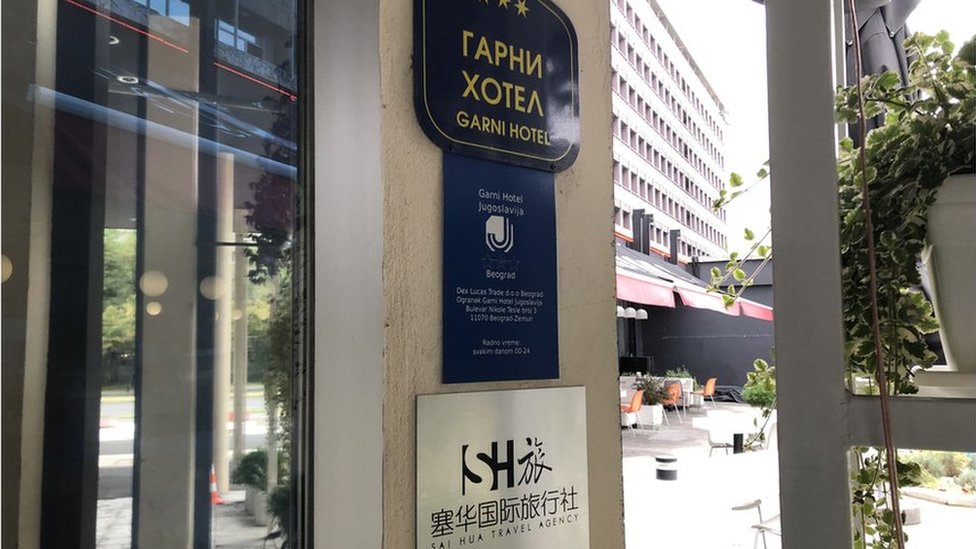 ГАРНИ
ХОТЕЛ
GARNI HOTEL
Garni Hotel
Jugoslavija
Beograd
Dex Lucas Trade d.o.o Beograd
Ogranak Garni Hotel Jugoslavija
Bulevar Nikole Tesle broj 3
11070 Beograd-Zemun
Radno vreme:
svakim danom 00-24
SH旅
塞华国际旅行社
SAI HUA TRAVEL AGENCY